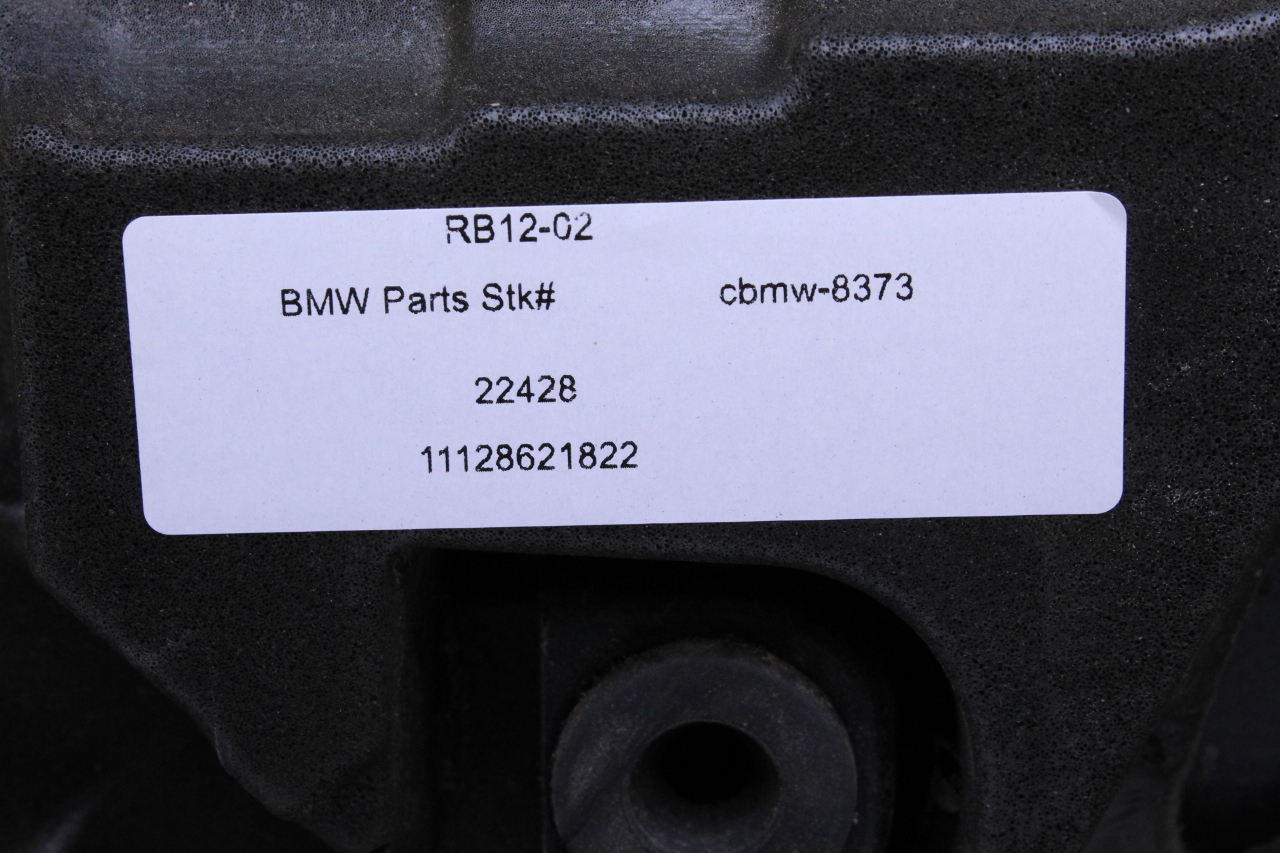 RB12-02
BMW Parts Stk# cbmw-8373
22428
11128621822